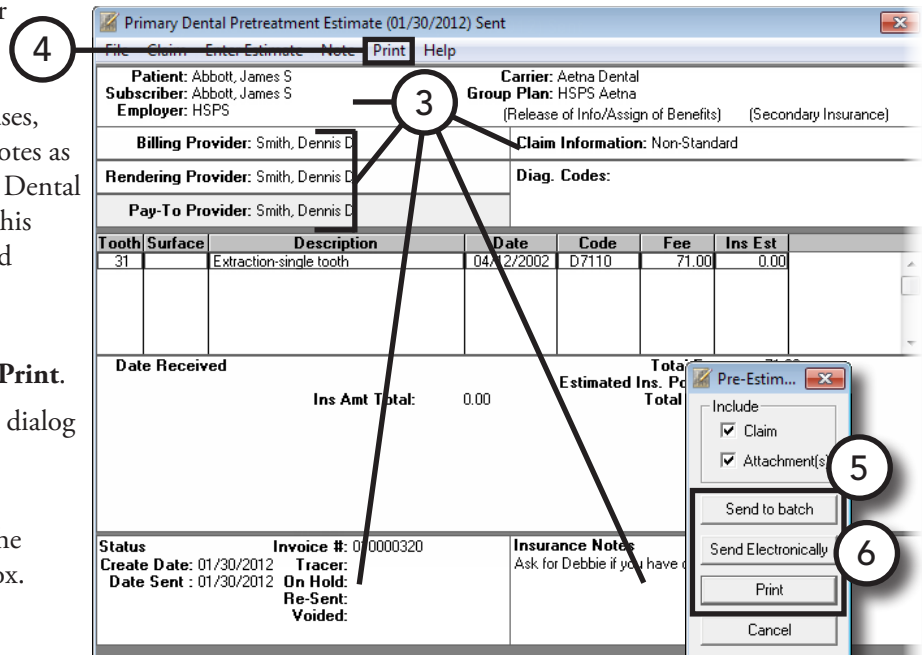 Primary Dental Pretreatment Estimate (01/30/2012) Sent
4
File Claim Enter Estimate Note Print Help
r
Patient: Abbott, James S
Subscriber: Abbott, James S
Employer: HSPS
Carrier: Aetna Dental
Group Plan: HSPS Aetna
(Release of Info/Assign of Benefits) (Secondary Insurance)
3
ses,
otes as
Dental
his
d
Billing Provider: Smith, Dennis D
Claim Information: Non-Standard
Rendering Provider: Smith, Dennis D
Diag. Codes:
Pay-To Provider: Smith, Dennis D
Tooth Surface Description Date Code Fee Ins Est
31 Extraction-single tooth 04/12/2002 D7110 71.00 0.00
Print.
dialog
Date Received
Ins Amt Total: 0.00
Estimated Ins.
Total
Pre-Estim...
Include
Claim
Attachment(s)
5
Send to batch
Send Electronically
6
Print
Cancel
he
ox.
Status Invoice #: 010000320
Create Date: 01/30/2012 Tracer:
Date Sent : 01/30/2012 On Hold:
Re-Sent:
Voided:
Insurance Notes
Ask for Debbie if you have